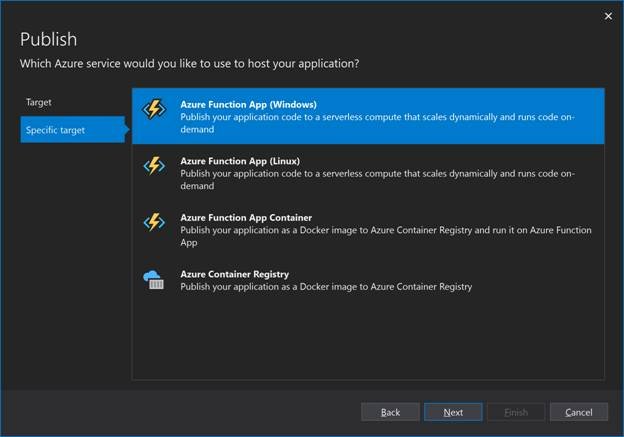 Publish
Which Azure service would you like to use to host your application?
Target
Specific target
Azure Function App (Windows)
Publish your application code to a serverless compute that scales dynamically and runs code on-
demand
Azure Function App (Linux)
Publish your application code to a serverless compute that scales dynamically and runs code on-
demand
Azure Function App Container
Publish your application as a Docker image to Azure Container Registry and run it on Azure Function
App
Azure Container Registry
Publish your application as a Docker image to Azure Container Registry
Back
Next
Finish
Cancel